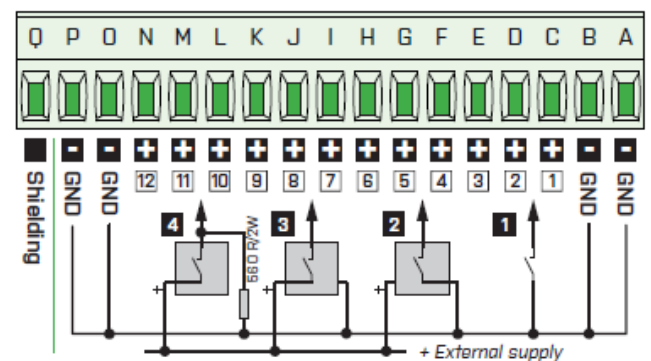 Q P O N M L K J I H G F E D C B A
- - + + + + + + + + + + + + - -
Shielding GND GND 12 11 10 9 8 7 6 5 4 3 2 1 GND GND
4 3 2 1
560 R/2W
+ + +
+ External supply